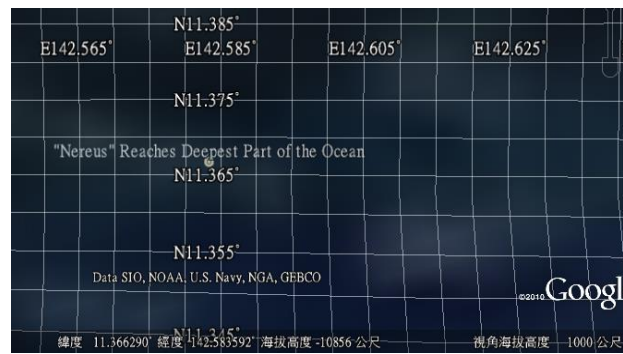 N11.385°
E142.565° E142.585° E142.605° E142.625°
N11.375°
"Nereus" Reaches Deepest Part of the Ocean
N11.365°
N11.355°
Data SIO, NOAA, U.S. Navy, NGA, GEBCO
©2010 Googl
N11.345°
緯度 11.366290° 經度 142.583592° 海拔高度 -10856 公尺 視角海拔高度 1000 公尺